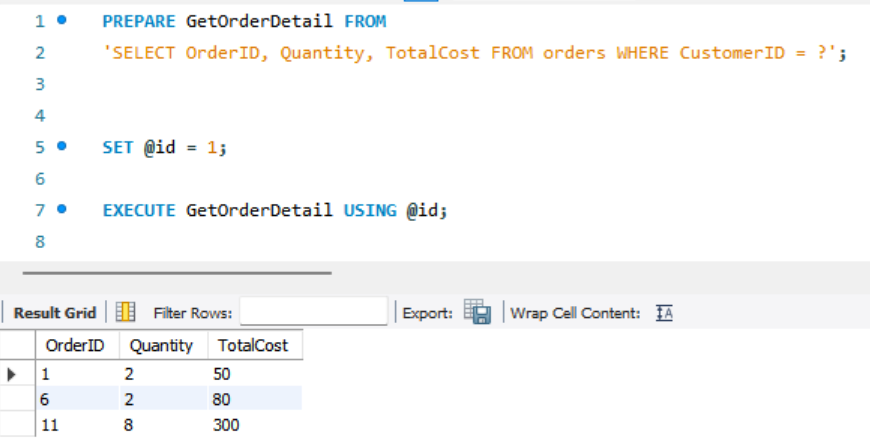 1 PREPARE GetOrderDetail FROM
2 'SELECT OrderID, Quantity, TotalCost FROM orders WHERE CustomerID = ?';
3
4
5 SET @id = 1;
6
7 EXECUTE GetOrderDetail USING @id;
8
Result Grid Filter Rows: Export: Wrap Cell Content: IA
OrderID Quantity TotalCost
1 2 50
6 2 80
11 8 300